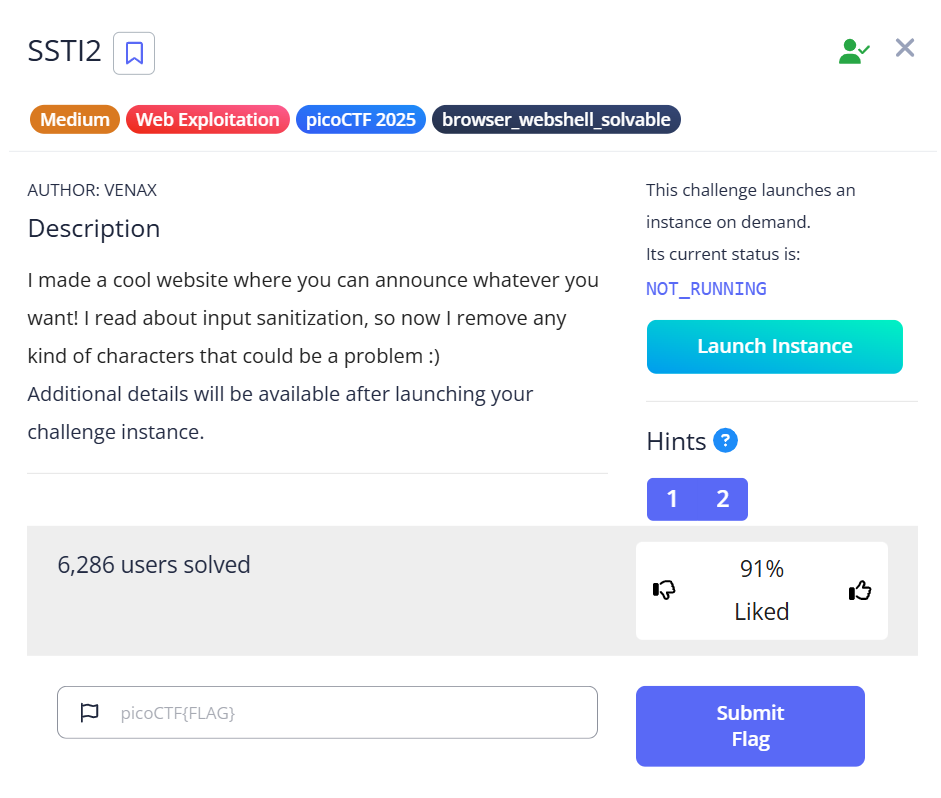 SSTI2
Medium Web Exploitation picoCTF 2025 browser_webshell_solvable
AUTHOR: VENAX
Description
I made a cool website where you can announce whatever you
want! I read about input sanitization, so now I remove any
kind of characters that could be a problem :)
Additional details will be available after launching your
challenge instance.
This challenge launches an
instance on demand.
Its current status is:
NOT_RUNNING
Launch Instance
Hints ?
1 2
6,286 users solved
91%
Liked
picoCTF{FLAG}
Submit
Flag